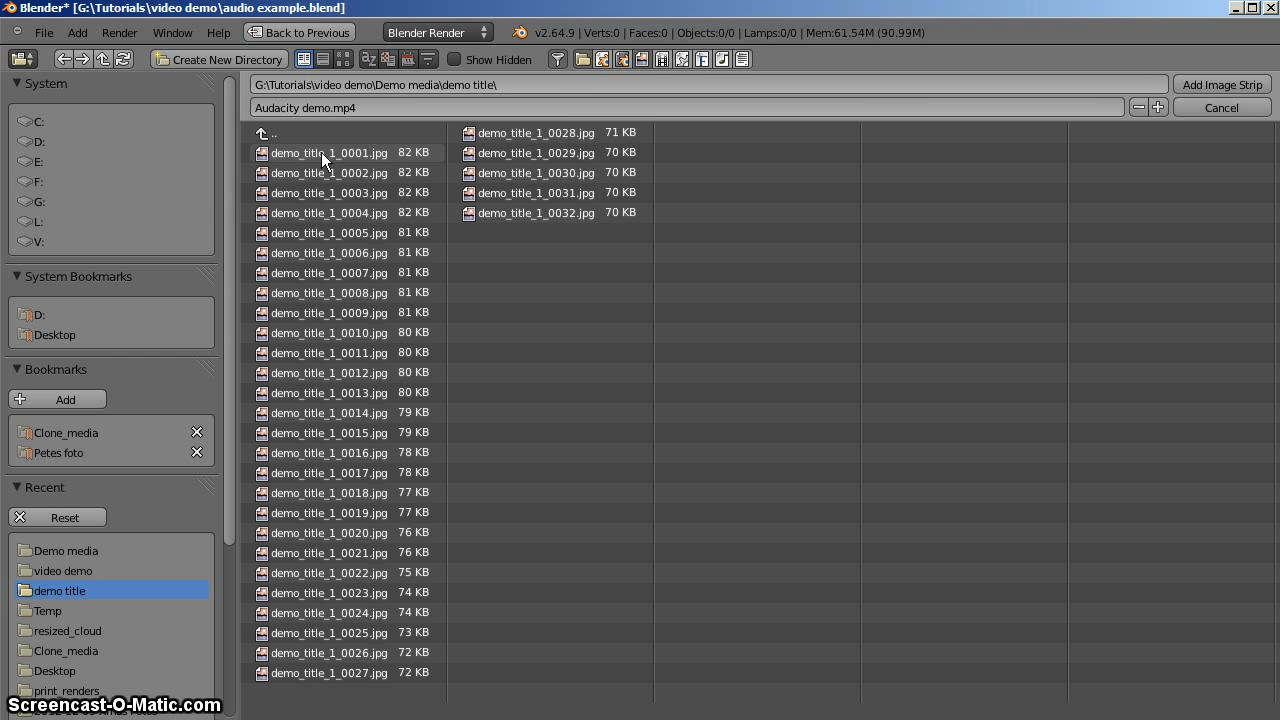 Blender* [G:\Tutorials\video demo\audio example.blend]
File Add Render Window Help Back to Previous Blender Render v2.64.9 | Verts:0 | Faces:0 | Objects:0/0 | Lamps:0/0 | Mem:61.54M (90.99M)
Create New Directory Show Hidden
System
C:
D:
E:
F:
G:
L:
V:
System Bookmarks
D:
Desktop
Bookmarks
Add
Clone_media
Petes foto
Recent
Reset
Demo media
video demo
demo title
Temp
resized_cloud
Clone_media
Desktop
print_renders
G:\Tutorials\video demo\Demo media\demo title\ Add Image Strip
Audacity demo.mp4 Cancel
..
demo_title_1_0001.jpg 82 KB
demo_title_1_0002.jpg 82 KB
demo_title_1_0003.jpg 82 KB
demo_title_1_0004.jpg 82 KB
demo_title_1_0005.jpg 81 KB
demo_title_1_0006.jpg 81 KB
demo_title_1_0007.jpg 81 KB
demo_title_1_0008.jpg 81 KB
demo_title_1_0009.jpg 81 KB
demo_title_1_0010.jpg 80 KB
demo_title_1_0011.jpg 80 KB
demo_title_1_0012.jpg 80 KB
demo_title_1_0013.jpg 80 KB
demo_title_1_0014.jpg 79 KB
demo_title_1_0015.jpg 79 KB
demo_title_1_0016.jpg 78 KB
demo_title_1_0017.jpg 78 KB
demo_title_1_0018.jpg 77 KB
demo_title_1_0019.jpg 77 KB
demo_title_1_0020.jpg 76 KB
demo_title_1_0021.jpg 76 KB
demo_title_1_0022.jpg 75 KB
demo_title_1_0023.jpg 74 KB
demo_title_1_0024.jpg 74 KB
demo_title_1_0025.jpg 73 KB
demo_title_1_0026.jpg 72 KB
demo_title_1_0027.jpg 72 KB
demo_title_1_0028.jpg 71 KB
demo_title_1_0029.jpg 70 KB
demo_title_1_0030.jpg 70 KB
demo_title_1_0031.jpg 70 KB
demo_title_1_0032.jpg 70 KB
Screencast-O-Matic.com